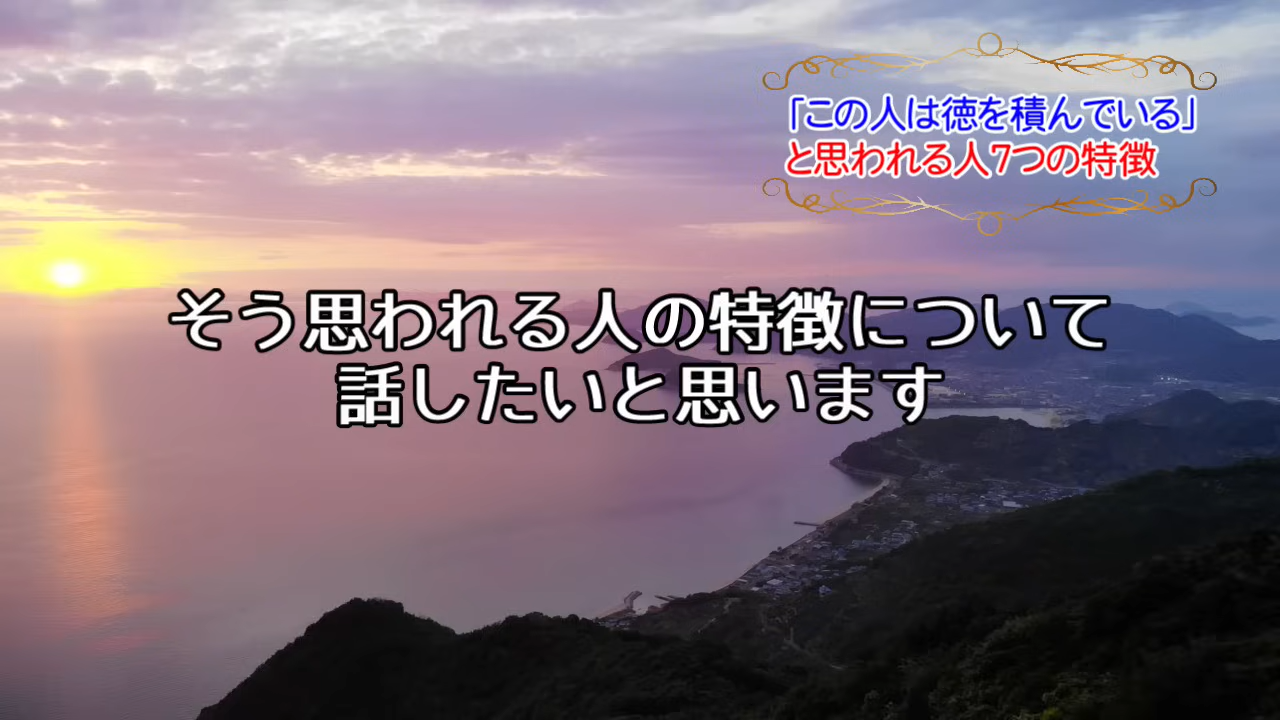 「この人は徳を積んでいる」
と思われる人7つの特徴
そう思われる人の特徴について
話したいと思います